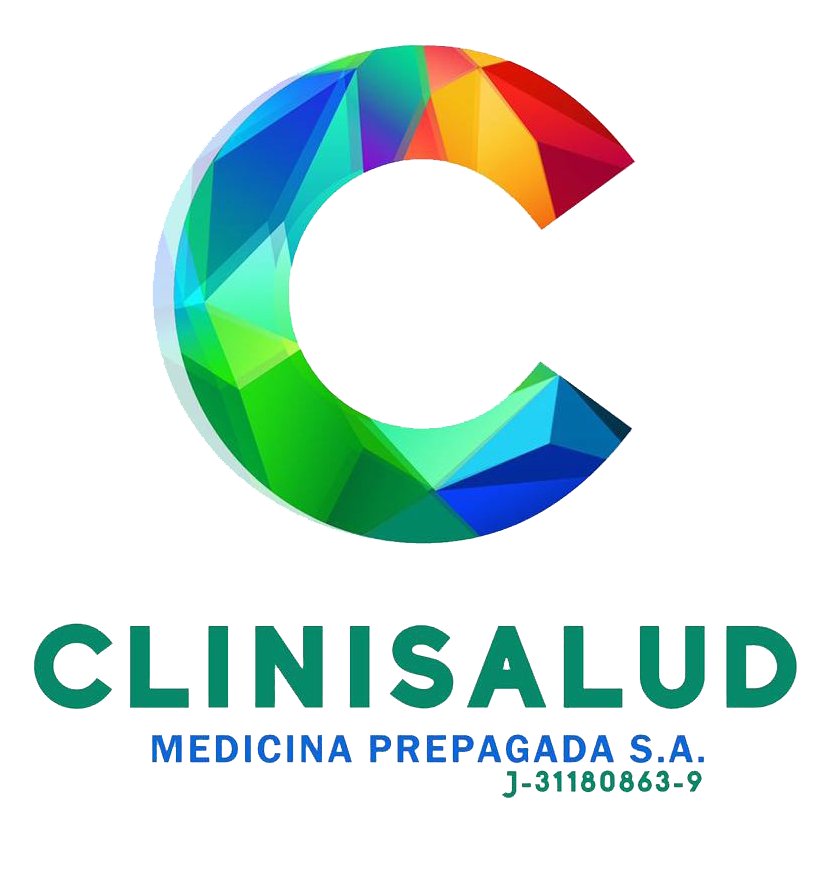 CLINISALUD
MEDICINA PREPAGADA S.A.
J-31180863-9